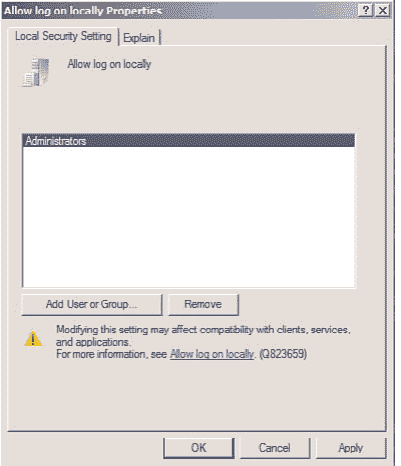 Allow log on locally Properties
Local Security Setting
Explain
Allow log on locally
Administrators
Add User or Group...
Remove
Modifying this setting may affect compatibility with clients, services,
and applications.
For more information, see Allow log on locally. (Q823659)
OK
Cancel
Apply